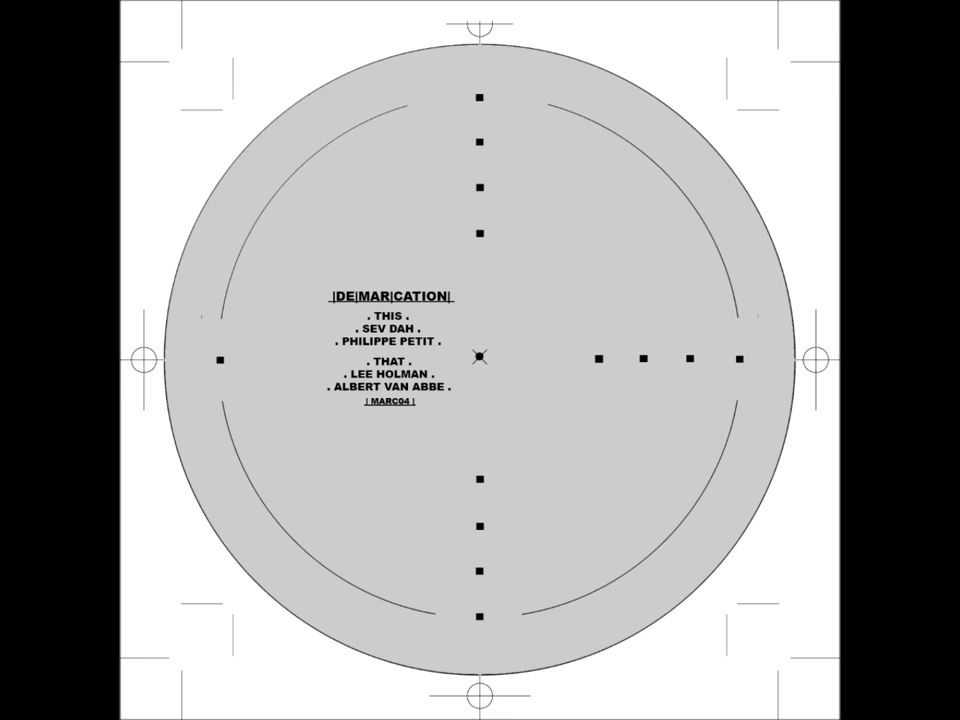 |DE|MAR|CATION|
. THIS .
. SEV DAH .
. PHILIPPE PETIT .
. THAT .
. LEE HOLMAN .
. ALBERT VAN ABBE .
| MARC04 |